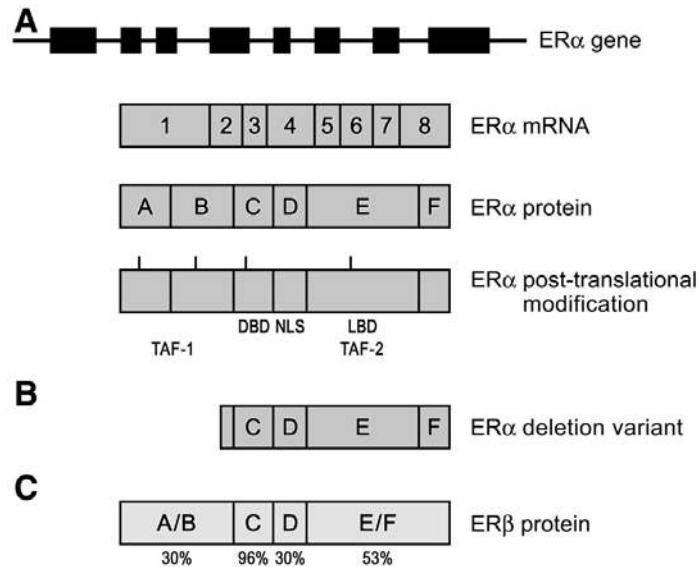 A
ERα gene
1 2 3 4 5 6 7 8 ERα mRNA
A B C D E F ERα protein
ERα post-translational
modification
DBD NLS LBD
TAF-1 TAF-2
B
C D E F ERα deletion variant
C
A/B C D E/F ERβ protein
30% 96% 30% 53%